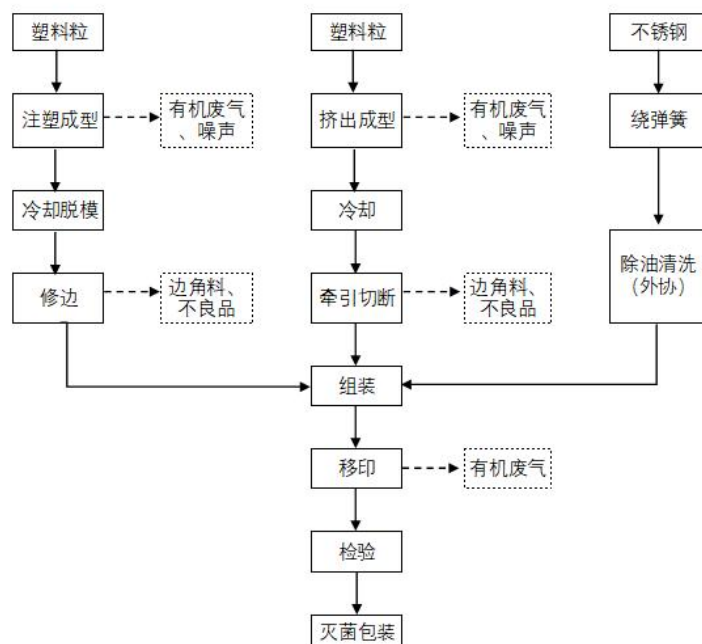 塑料粒
塑料粒
不锈钢
注塑成型
有机废气
、噪声
挤出成型
有机废气
、噪声
绕弹簧
冷却脱模
冷却
除油清洗
（外协）
修边
边角料、
不良品
牵引切断
边角料、
不良品
组装
移印
有机废气
检验
灭菌包装